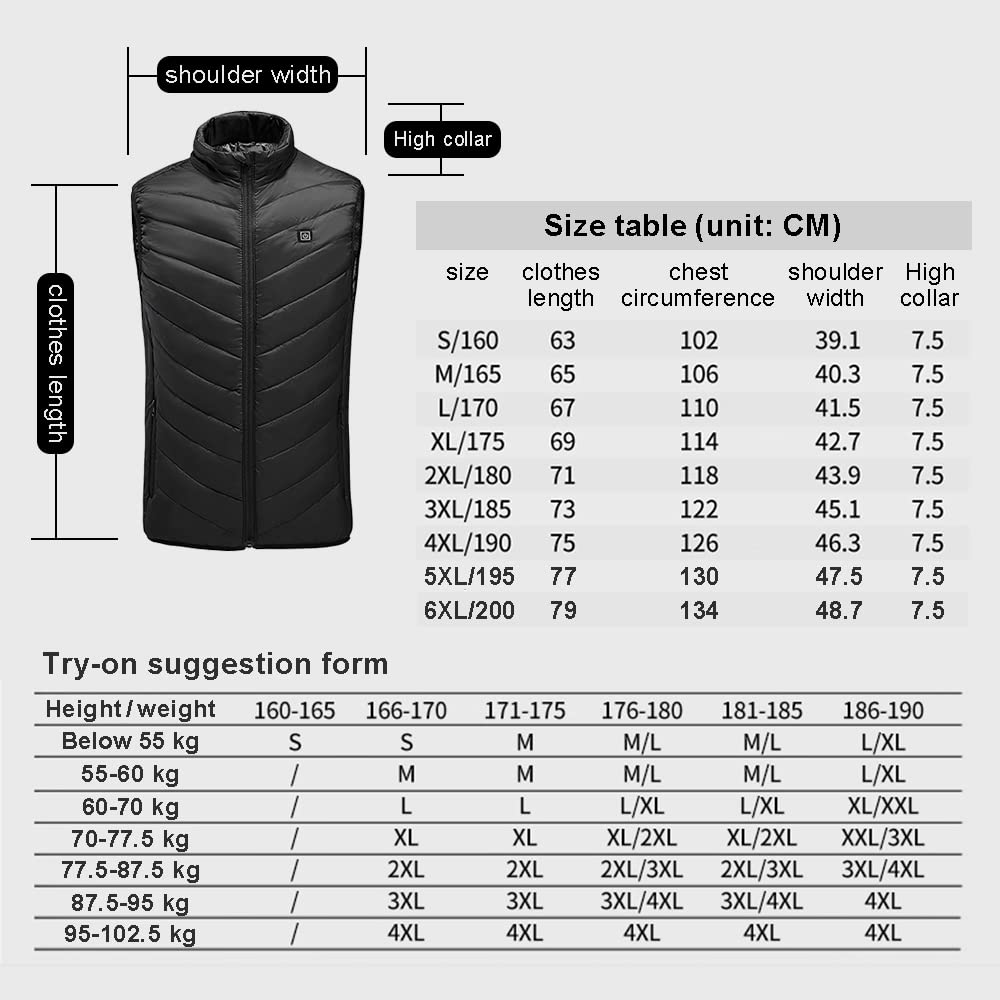 shoulder width
High collar
clothes length
Size table (unit: CM)
size clothes length chest circumference shoulder width High collar
S/160 63 102 39.1 7.5
M/165 65 106 40.3 7.5
L/170 67 110 41.5 7.5
XL/175 69 114 42.7 7.5
2XL/180 71 118 43.9 7.5
3XL/185 73 122 45.1 7.5
4XL/190 75 126 46.3 7.5
5XL/195 77 130 47.5 7.5
6XL/200 79 134 48.7 7.5
Try-on suggestion form
Height/weight 160-165 166-170 171-175 176-180 181-185 186-190
Below 55 kg S S M M/L M/L L/XL
55-60 kg / M M M/L M/L L/XL
60-70 kg / L L L/XL L/XL XL/XXL
70-77.5 kg / XL XL XL/2XL XL/2XL XXL/3XL
77.5-87.5 kg / 2XL 2XL 2XL/3XL 2XL/3XL 3XL/4XL
87.5-95 kg / 3XL 3XL 3XL/4XL 3XL/4XL 4XL
95-102.5 kg / 4XL 4XL 4XL 4XL 4XL